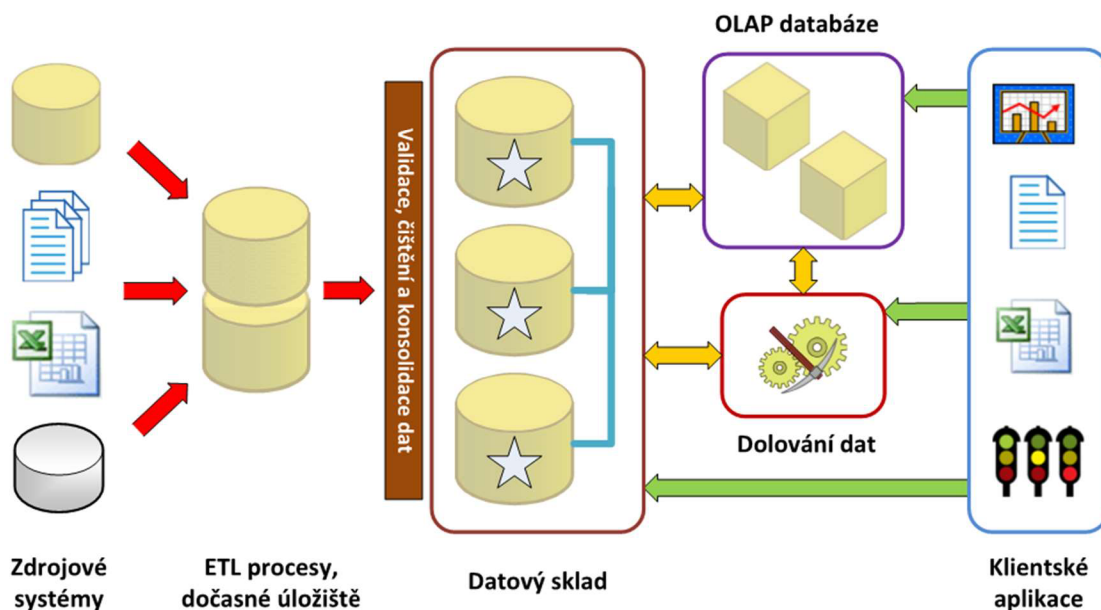 OLAP databáze
Validace, čištění a konsolidace dat
Dolování dat
Zdrojové
systémy
ETL procesy,
dočasné úložiště
Datový sklad
Klientské
aplikace